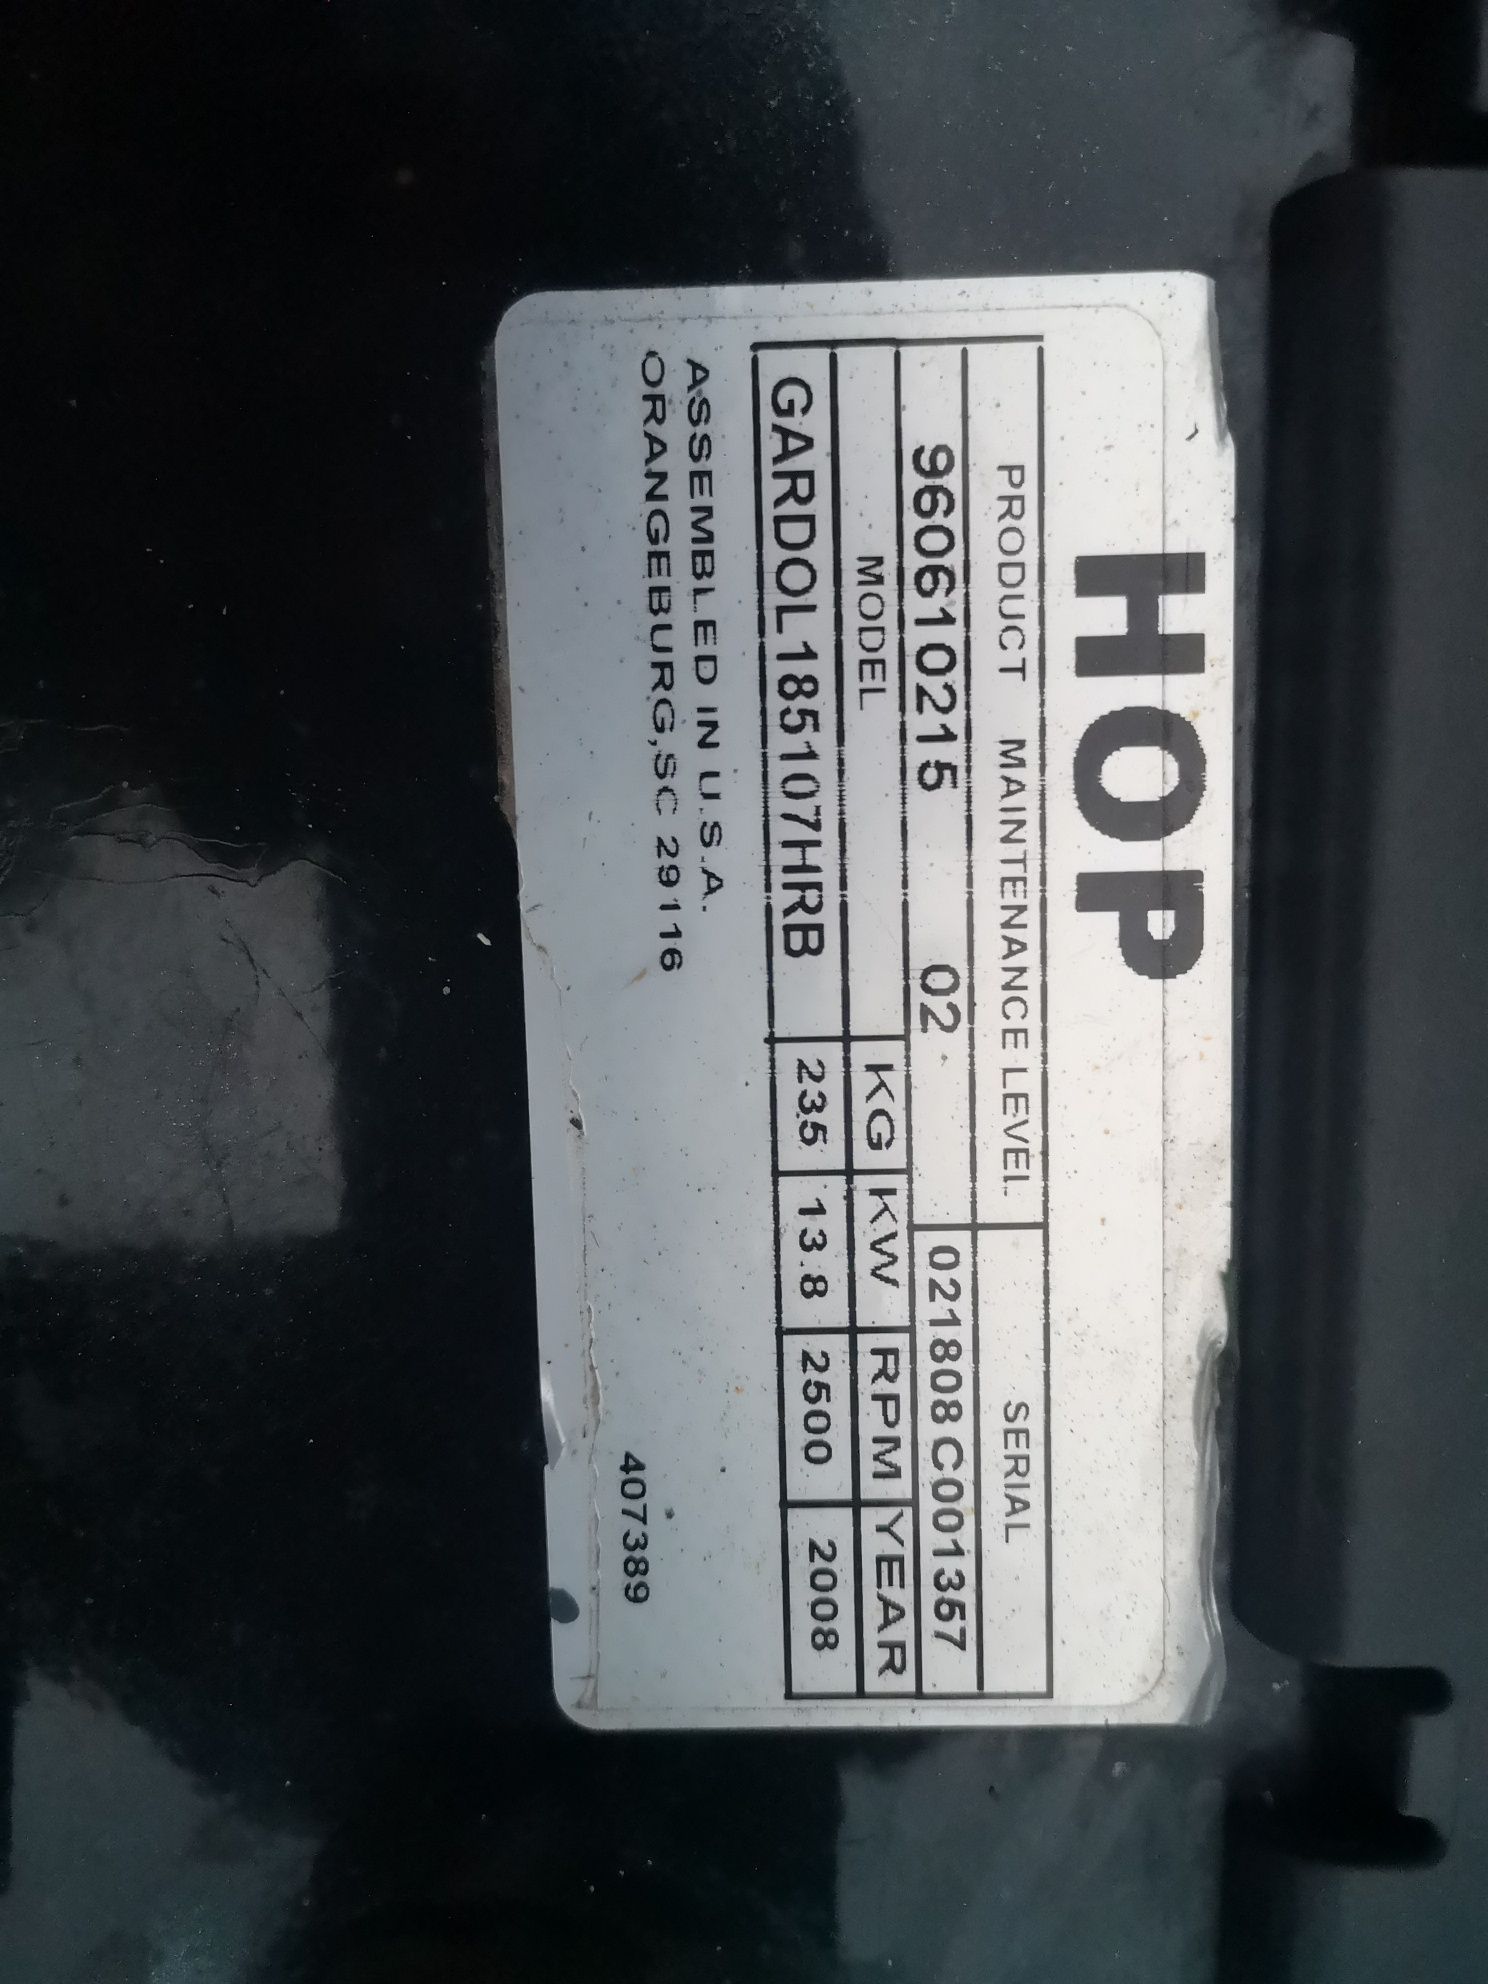 HOP
PRODUCT MAINTENANCE LEVEL SERIAL
960610215 02 021808C001357
MODEL KG KW RPM YEAR
GARDOL185107HRB 235 13.8 2500 2008
ASSEMBLED IN U.S.A.
ORANGEBURG,SC 29116
407389